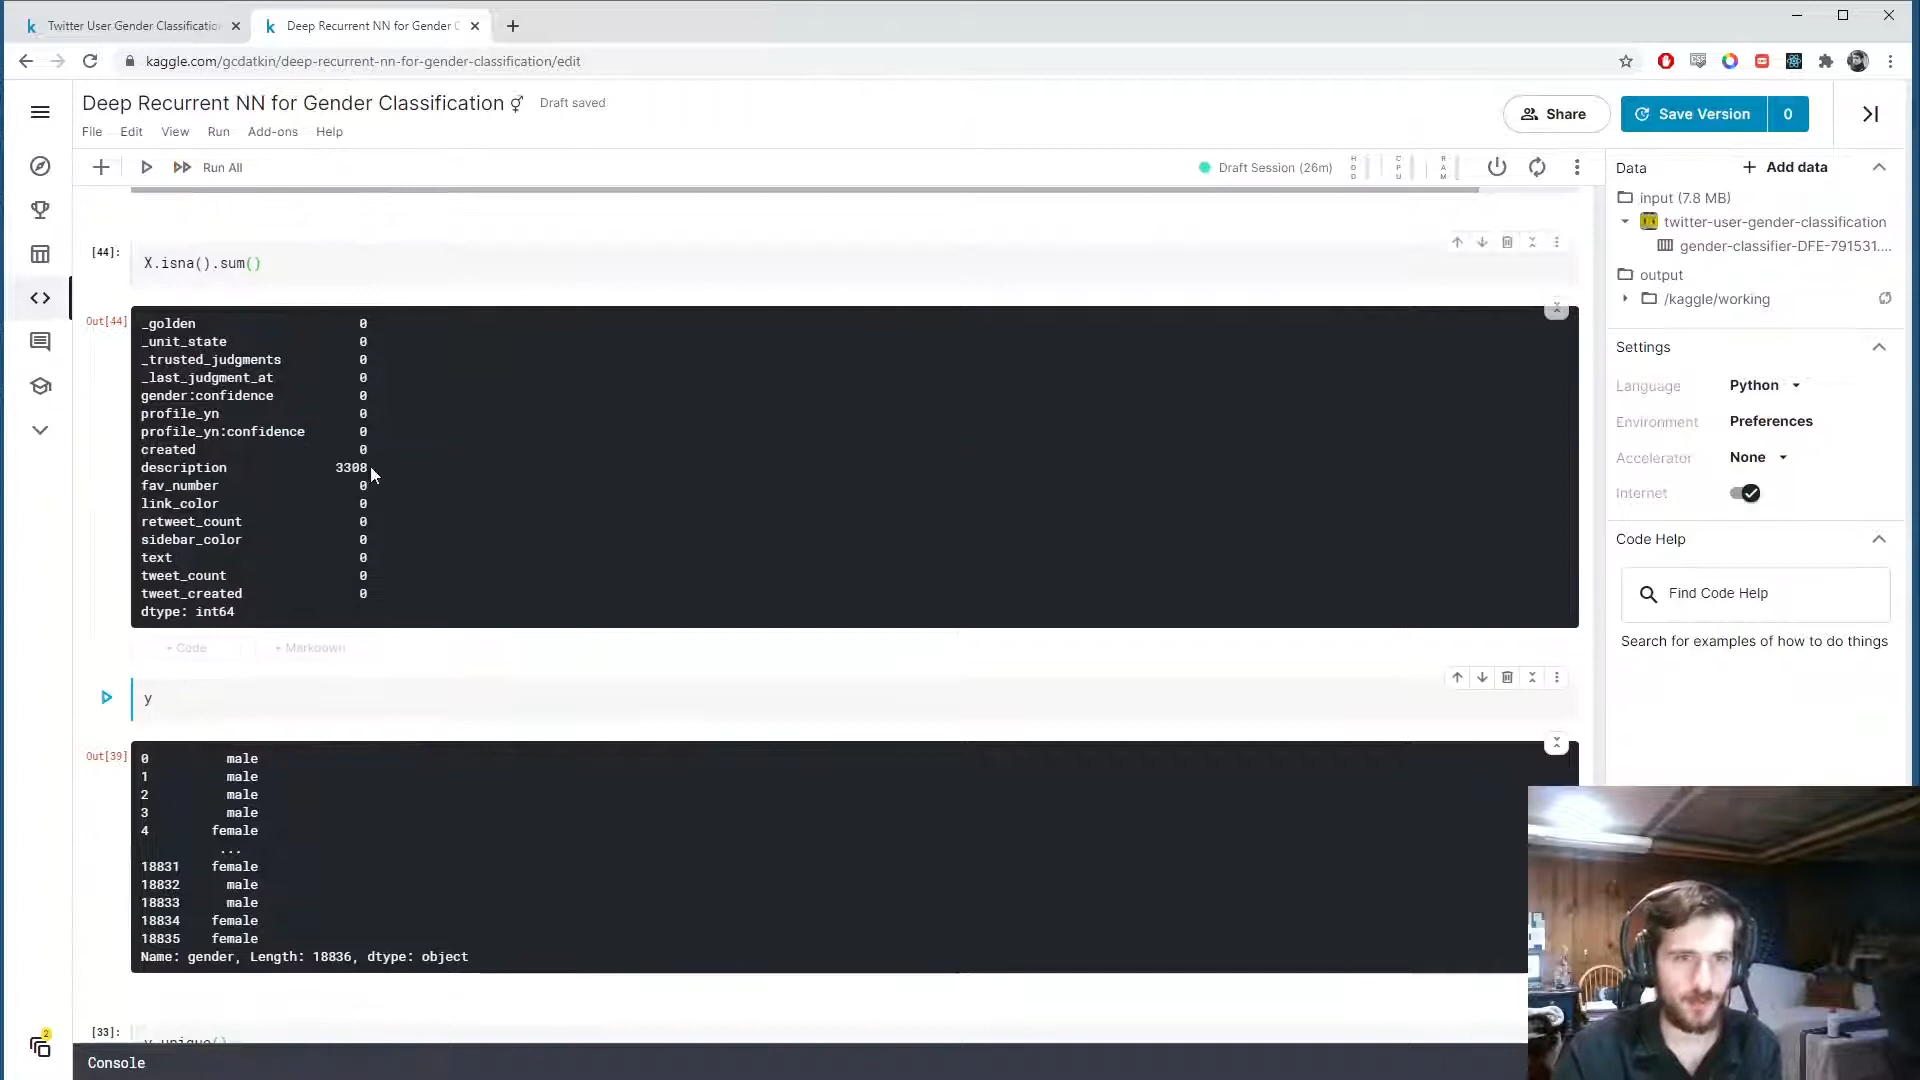 Twitter User Gender Classification
Deep Recurrent NN for Gender C
kaggle.com/gcdatkin/deep-recurrent-nn-for-gender-classification/edit
Deep Recurrent NN for Gender Classification ⚥ Draft saved
Share
Save Version 0
File Edit View Run Add-ons Help
Run All
Draft Session (26m)
HDD CPU RAM
Data
Add data
input (7.8 MB)
twitter-user-gender-classification
gender-classifier-DFE-791531....
output
/kaggle/working
Settings
Language Python
Environment Preferences
Accelerator None
Internet
Code Help
Find Code Help
Search for examples of how to do things
[44]:
X.isna().sum()
Out[44]
_golden 0
_unit_state 0
_trusted_judgments 0
_last_judgment_at 0
gender:confidence 0
profile_yn 0
profile_yn:confidence 0
created 0
description 3308
fav_number 0
link_color 0
retweet_count 0
sidebar_color 0
text 0
tweet_count 0
tweet_created 0
dtype: int64
+ Code + Markdown
y
Out[39]
0 male
1 male
2 male
3 male
4 female
...
18831 female
18832 male
18833 male
18834 female
18835 female
Name: gender, Length: 18836, dtype: object
[33]:
y.unique()
2
Console